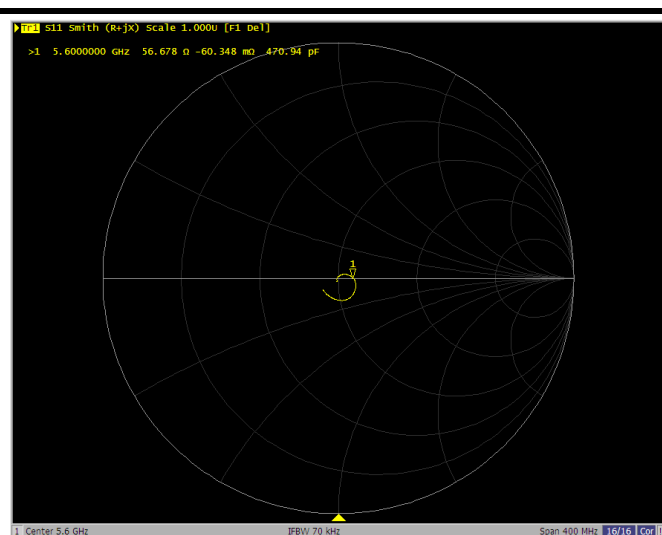 Tr1 S11 Smith (R+jX) Scale 1.000U [F1 Del]
>1 5.6000000 GHz 56.678 Ω -60.348 mΩ 470.94 pF
1
1 Center 5.6 GHz IFBW 70 kHz Span 400 MHz 16/16 Cor